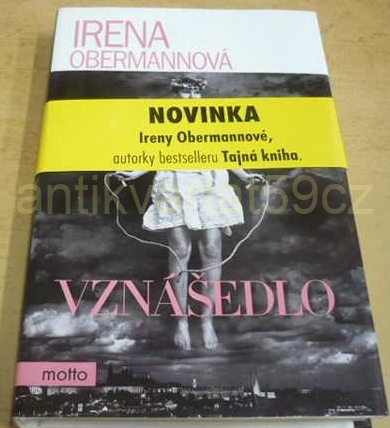 IRENA
OBERMANNOVÁ
NOVINKA
Ireny Obermannové,
autorky bestselleru Tajná kniha.
antikvariat59cz
VZNÁŠEDLO
motto